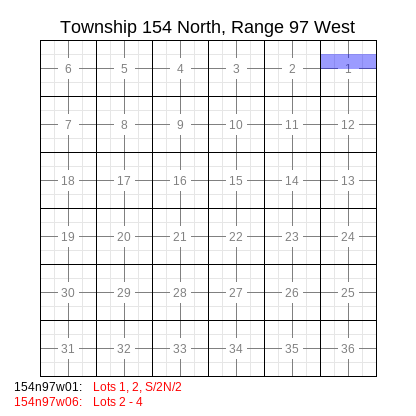 Township 154 North, Range 97 West
6 5 4 3 2 1
7 8 9 10 11 12
18 17 16 15 14 13
19 20 21 22 23 24
30 29 28 27 26 25
31 32 33 34 35 36
154n97w01: Lots 1, 2, S/2N/2
154n97w06: Lots 2 - 4